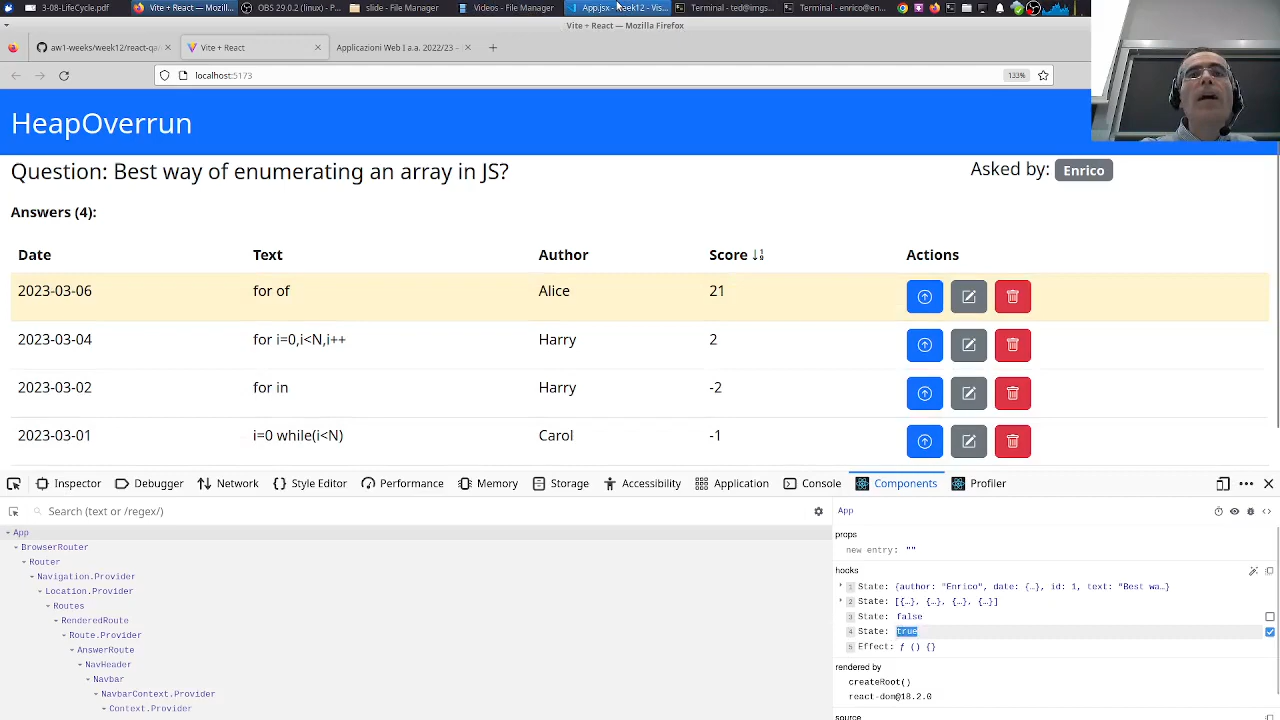 3-08-LifeCycle.pdf
Vite + React — Mozill...
OBS 29.0.2 (linux) - P...
slide - File Manager
Videos - File Manager
App.jsx - week12 - Vis...
Terminal - ted@imgs...
Terminal - enrico@en...
Vite + React — Mozilla Firefox
aw1-weeks/week12/react-qa
Vite + React
Applicazioni Web I a.a. 2022/23 -
localhost:5173
133%
HeapOverrun
Question: Best way of enumerating an array in JS?
Asked by: Enrico
Answers (4):
Date Text Author Score Actions
2023-03-06 for of Alice 21
2023-03-04 for i=0,i<N,i++ Harry 2
2023-03-02 for in Harry -2
2023-03-01 i=0 while(i<N) Carol -1
Inspector Debugger Network Style Editor Performance Memory Storage Accessibility Application Console Components Profiler
Search (text or /regex/)
App
App
BrowserRouter
Router
Navigation.Provider
Location.Provider
Routes
RenderedRoute
Route.Provider
AnswerRoute
NavHeader
Navbar
NavbarContext.Provider
Context.Provider
props
new entry: ""
hooks
1 State: {author: "Enrico", date: {…}, id: 1, text: "Best wa…}
2 State: [{…}, {…}, {…}, {…}]
3 State: false
4 State: true
5 Effect: ƒ () {}
rendered by
createRoot()
react-dom@18.2.0
source